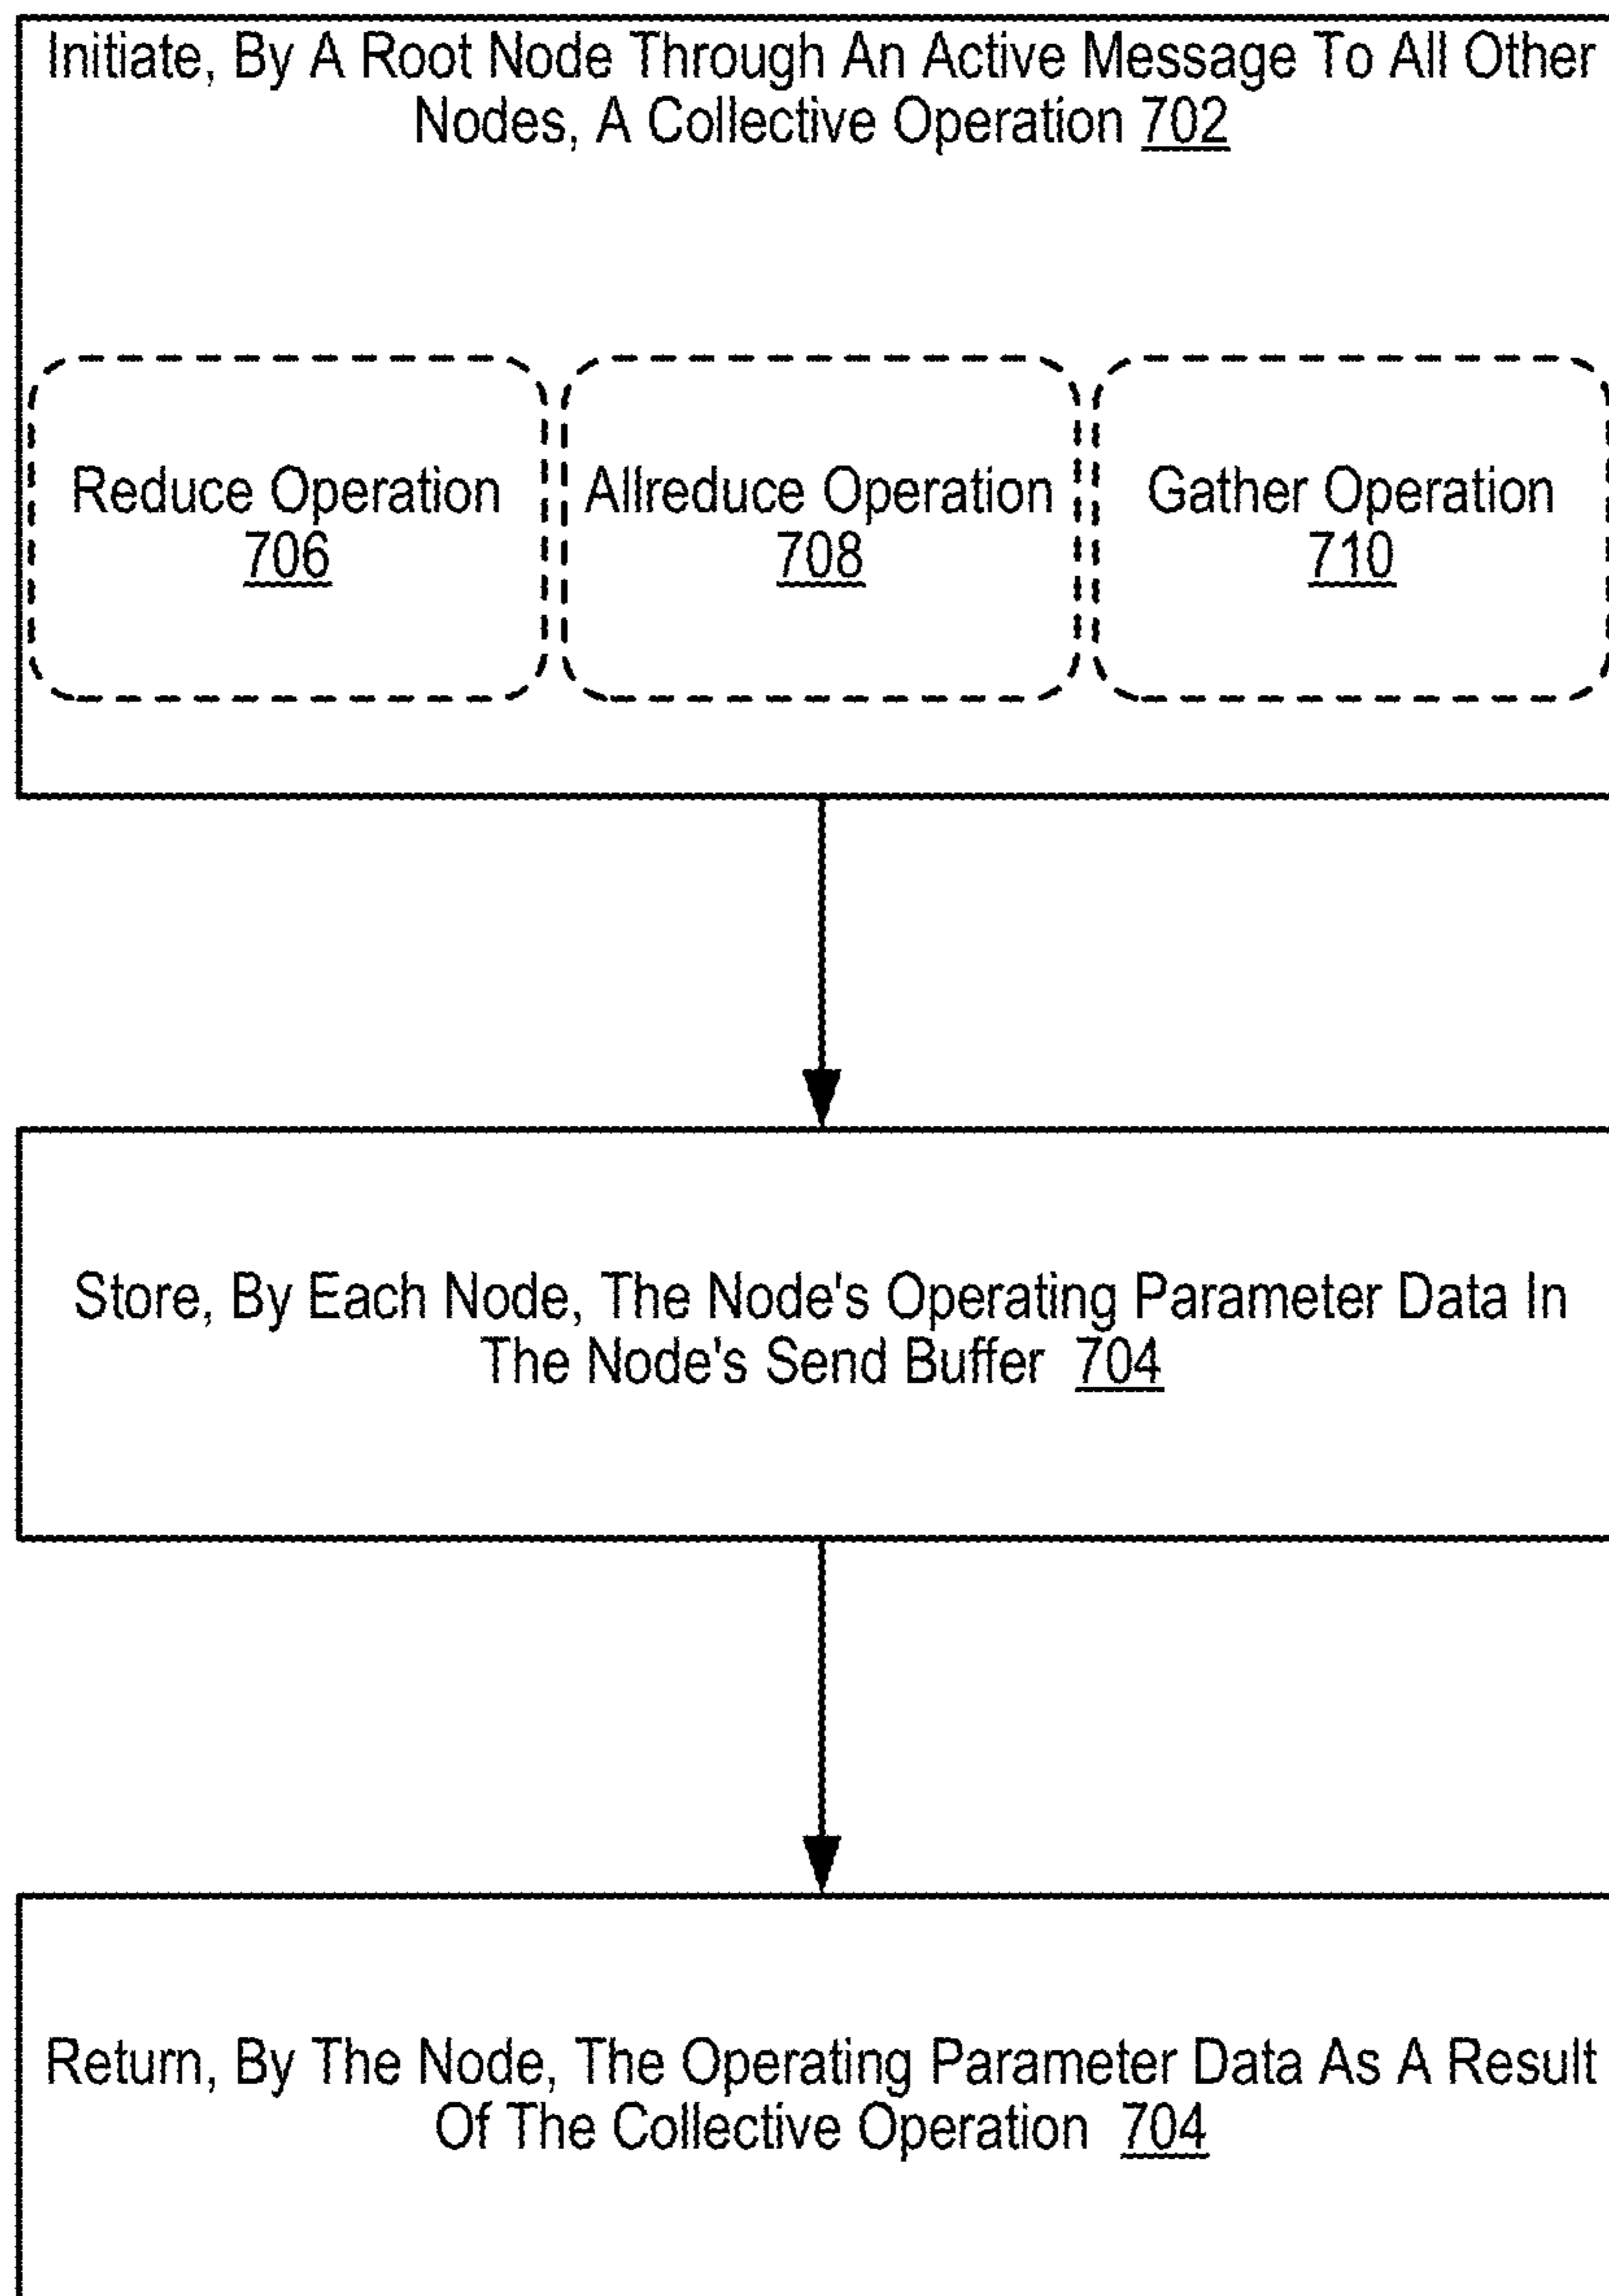 Initiate, By A Root Node Through An Active Message To All Other
Nodes, A Collective Operation 702
Reduce Operation
706
Allreduce Operation
708
Gather Operation
710
Store, By Each Node, The Node's Operating Parameter Data In
The Node's Send Buffer 704
Return, By The Node, The Operating Parameter Data As A Result
Of The Collective Operation 704